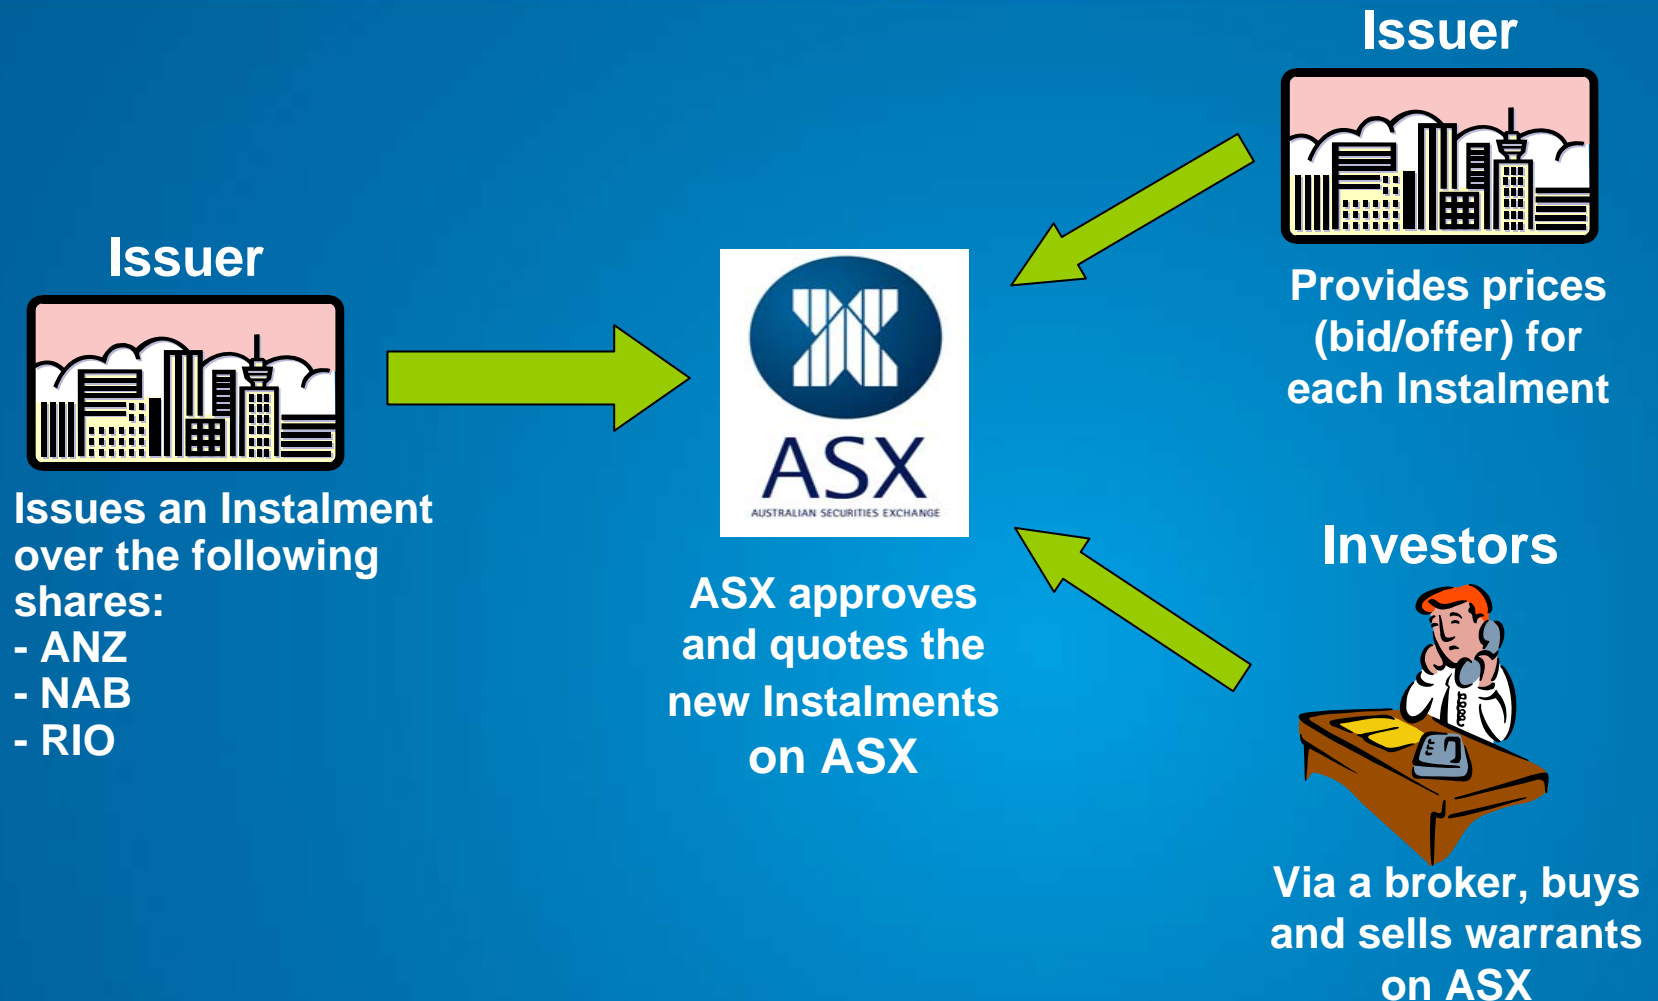 Issuer
Issues an Instalment
over the following
shares:
- ANZ
- NAB
- RIO
ASX
AUSTRALIAN SECURITIES EXCHANGE
ASX approves
and quotes the
new Instalments
on ASX
Issuer
Provides prices
(bid/offer) for
each Instalment
Investors
Via a broker, buys
and sells warrants
on ASX